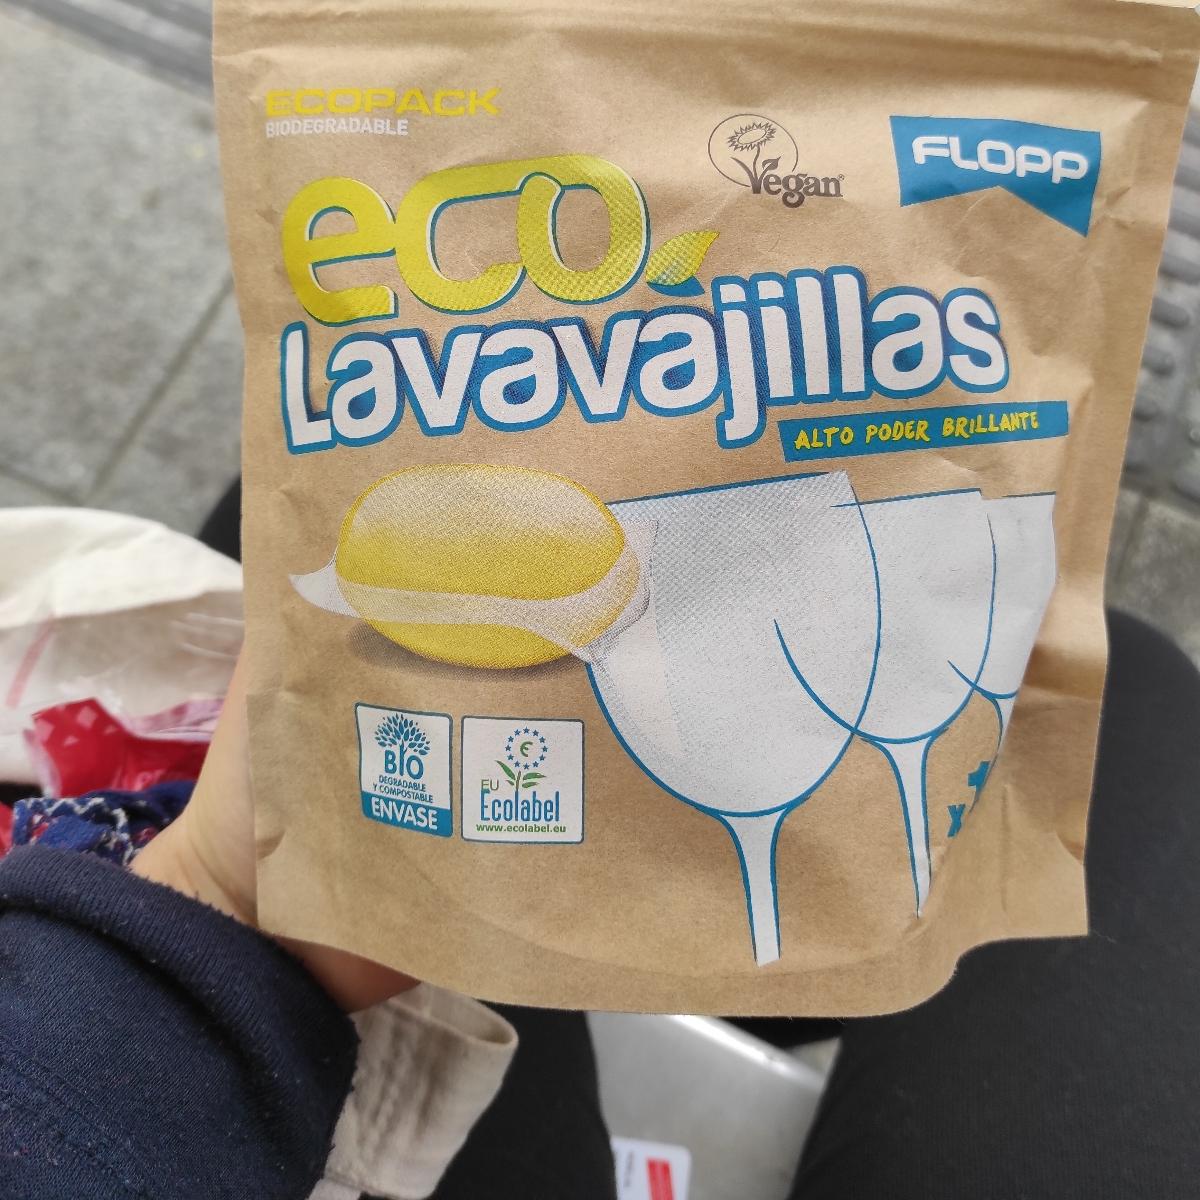 ECOPACK
BIODEGRADABLE
Vegan
FLOPP
eco
Lavavajillas
ALTO PODER BRILLANTE
BIO
DEGRADABLE
Y COMPOSTABLE
ENVASE
EU
Ecolabel
www.ecolabel.eu